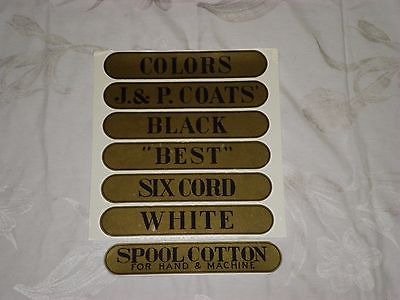 COLORS
J. & P. COATS'
BLACK
"BEST"
SIX CORD
WHITE
SPOOL COTTON
FOR HAND & MACHINE